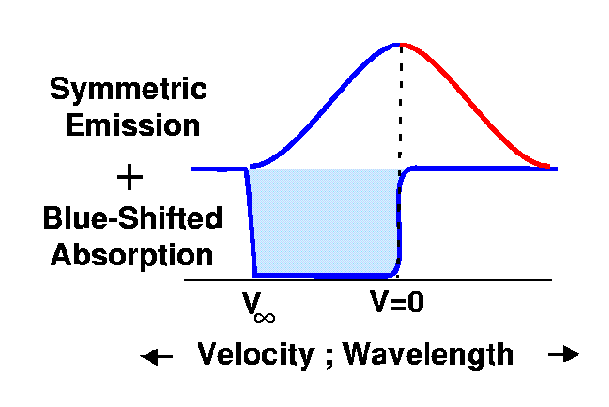 Symmetric
Emission
+
Blue-Shifted
Absorption
V∞
V=0
← Velocity ; Wavelength →